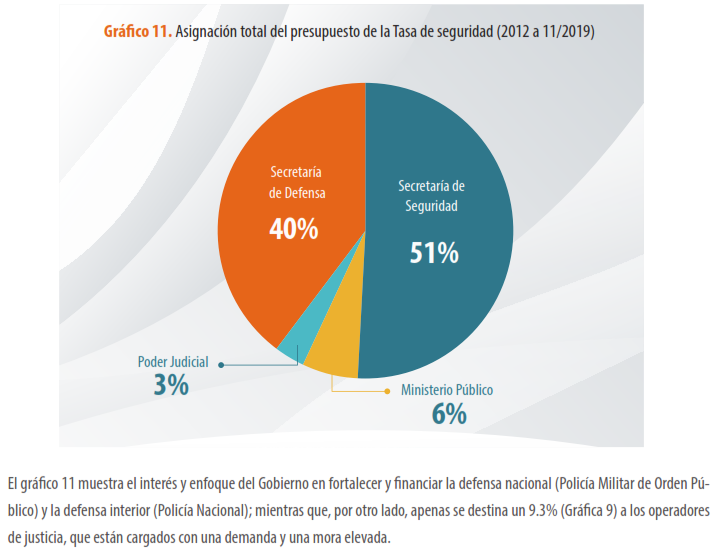 Gráfico 11. Asignación total del presupuesto de la Tasa de seguridad (2012 a 11/2019)
Secretaría
de Defensa
40%
Secretaría de
Seguridad
51%
Poder Judicial
3%
Ministerio Público
6%
El gráfico 11 muestra el interés y enfoque del Gobierno en fortalecer y financiar la defensa nacional (Policía Militar de Orden Pú-
blico) y la defensa interior (Policía Nacional); mientras que, por otro lado, apenas se destina un 9.3% (Gráfica 9) a los operadores
de justicia, que están cargados con una demanda y una mora elevada.